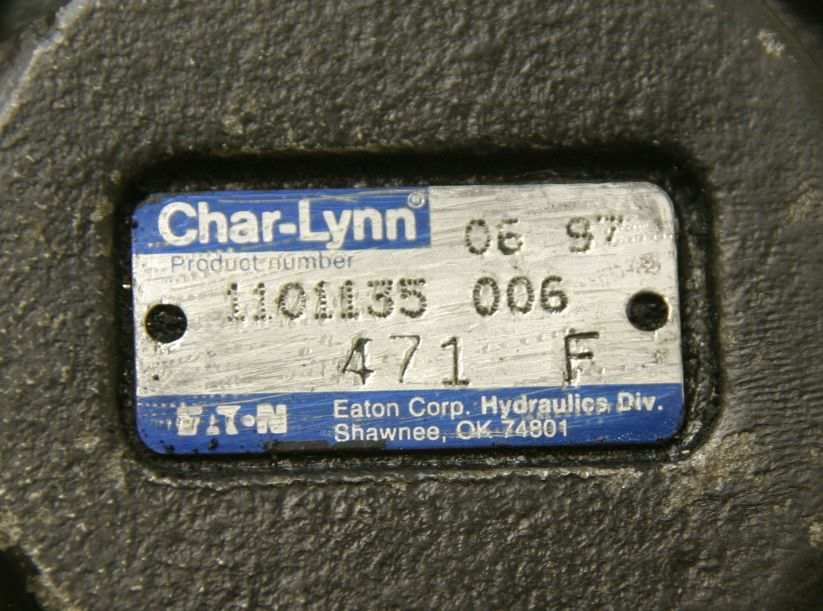 Char-Lynn®
06 97
Product number
1101135 006
471 F
EATON Eaton Corp. Hydraulics Div.
Shawnee, OK 74801